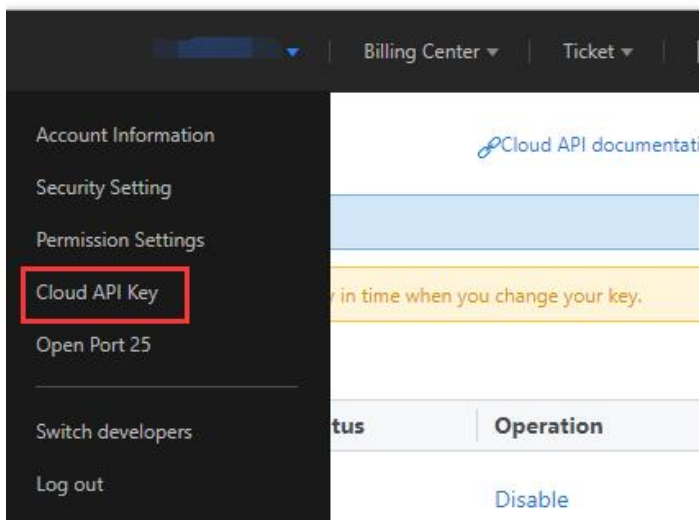 Billing Center
Ticket
Account Information
Cloud API documentati
Security Setting
Permission Settings
Cloud API Key
in time when you change your key.
Open Port 25
Switch developers
tus
Operation
Log out
Disable